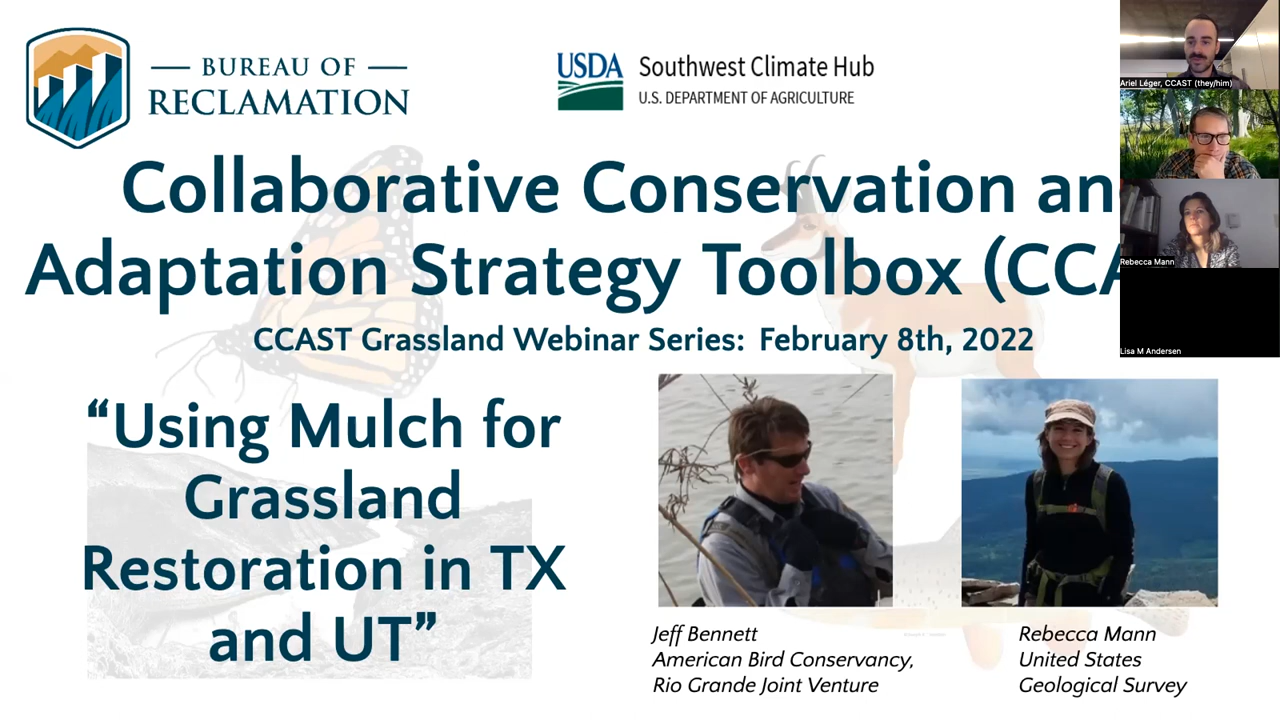 BUREAU OF
RECLAMATION
USDA
Southwest Climate Hub
U.S. DEPARTMENT OF AGRICULTURE
Collaborative Conservation an
Adaptation Strategy Toolbox (CCA
CCAST Grassland Webinar Series: February 8th, 2022
“Using Mulch for
Grassland
Restoration in TX
and UT”
Jeff Bennett
American Bird Conservancy,
Rio Grande Joint Venture
Rebecca Mann
United States
Geological Survey
Ariel Léger, CCAST (they/him)
Rebecca Mann
Lisa M Andersen